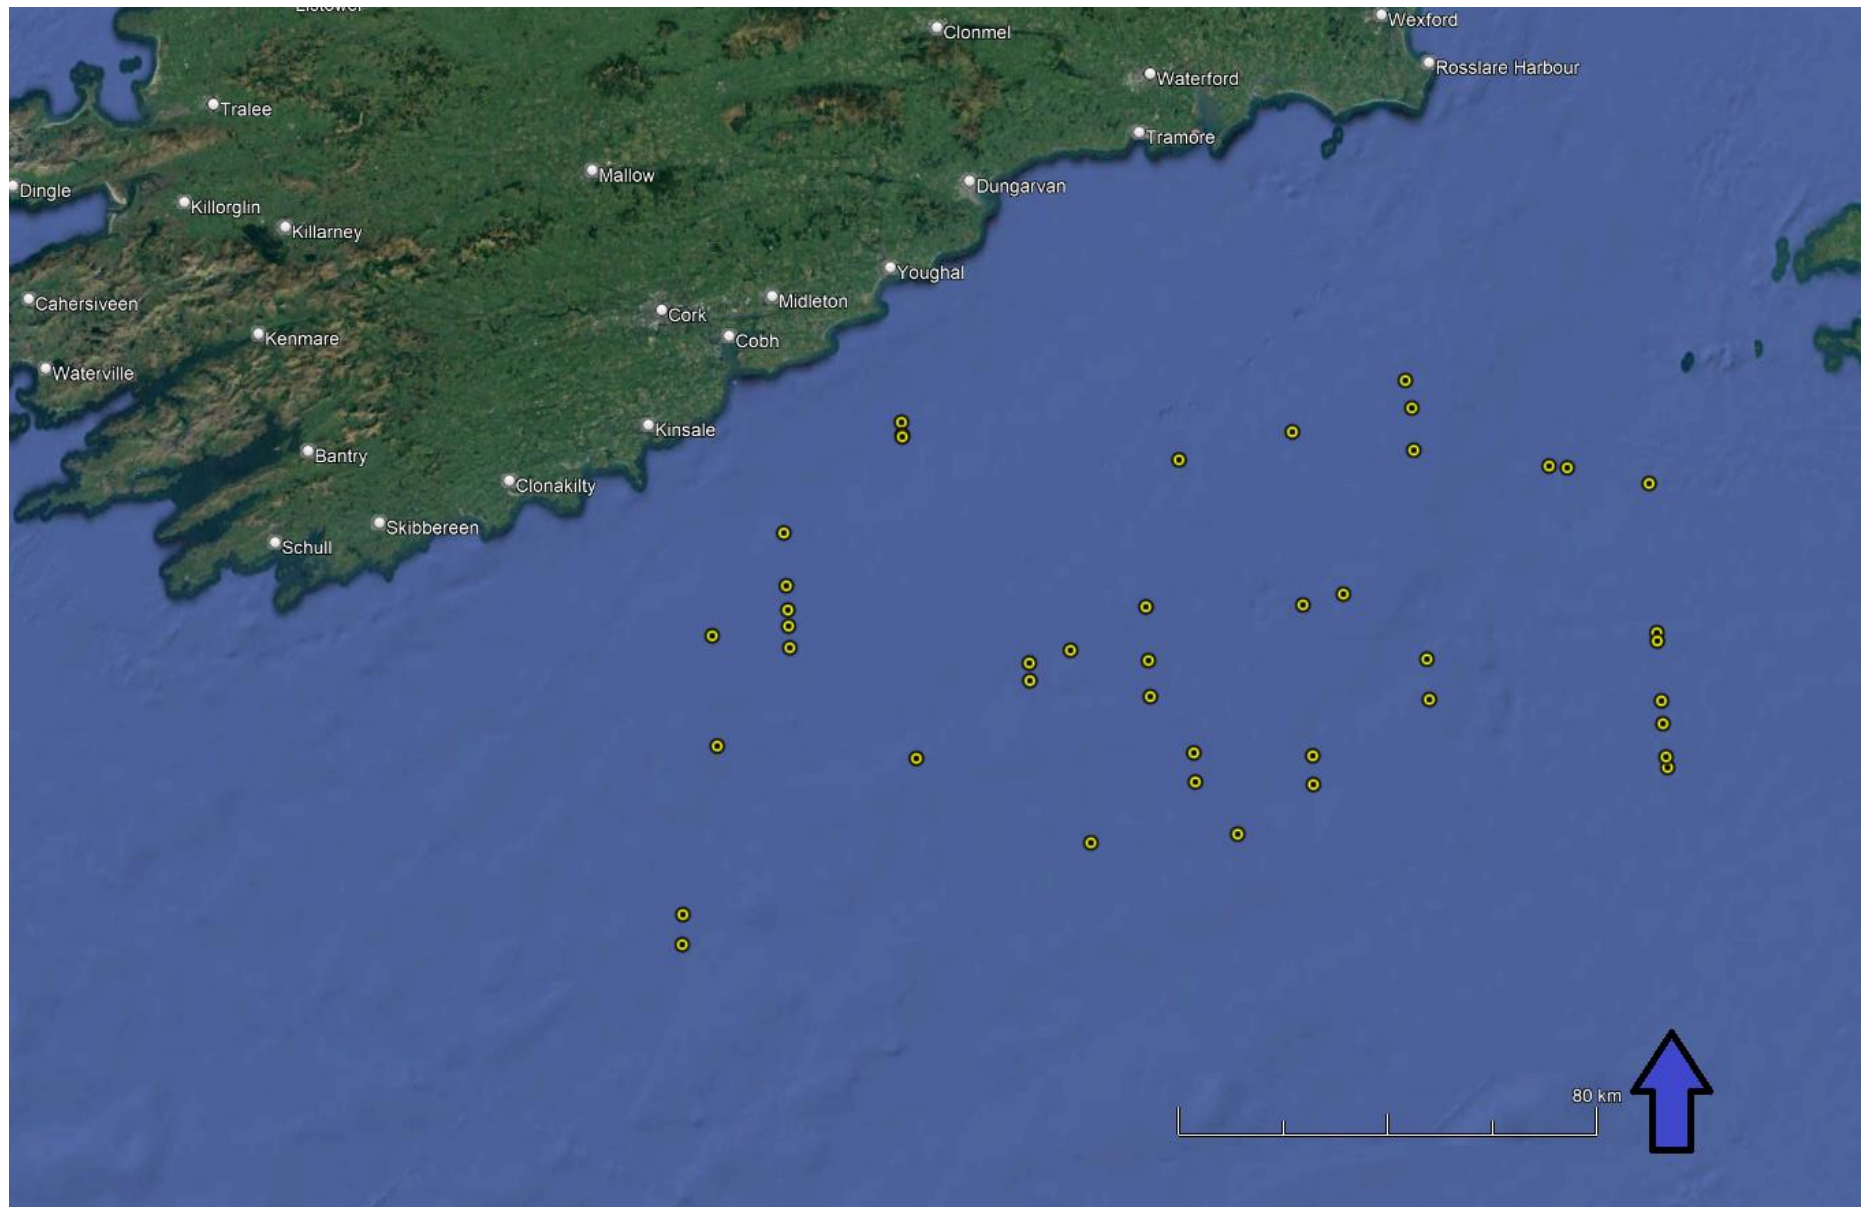 Listowel
Wexford
Clonmel
Rosslare Harbour
Waterford
Tralee
Tramore
Mallow
Dungarvan
Dingle
Killorglin
Killarney
Youghal
Cahersiveen
Midleton
Cork
Kenmare
Cobh
Waterville
Kinsale
Bantry
Clonakilty
Skibbereen
Schull
80 km